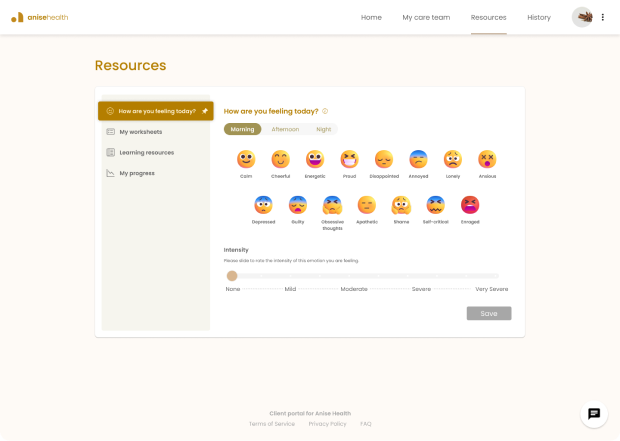 anisehealth
Home My care team Resources History
Resources
How are you feeling today?
My worksheets
Learning resources
My progress
How are you feeling today?
Morning Afternoon Night
Calm Cheerful Energetic Proud Disappointed Annoyed Lonely Anxious
Depressed Guilty Obsessive thoughts Apathetic Shame Self-critical Enraged
Intensity
Please slide to rate the intensity of this emotion you are feeling.
None Mild Moderate Severe Very Severe
Save
Client portal for Anise Health
Terms of Service Privacy Policy FAQ